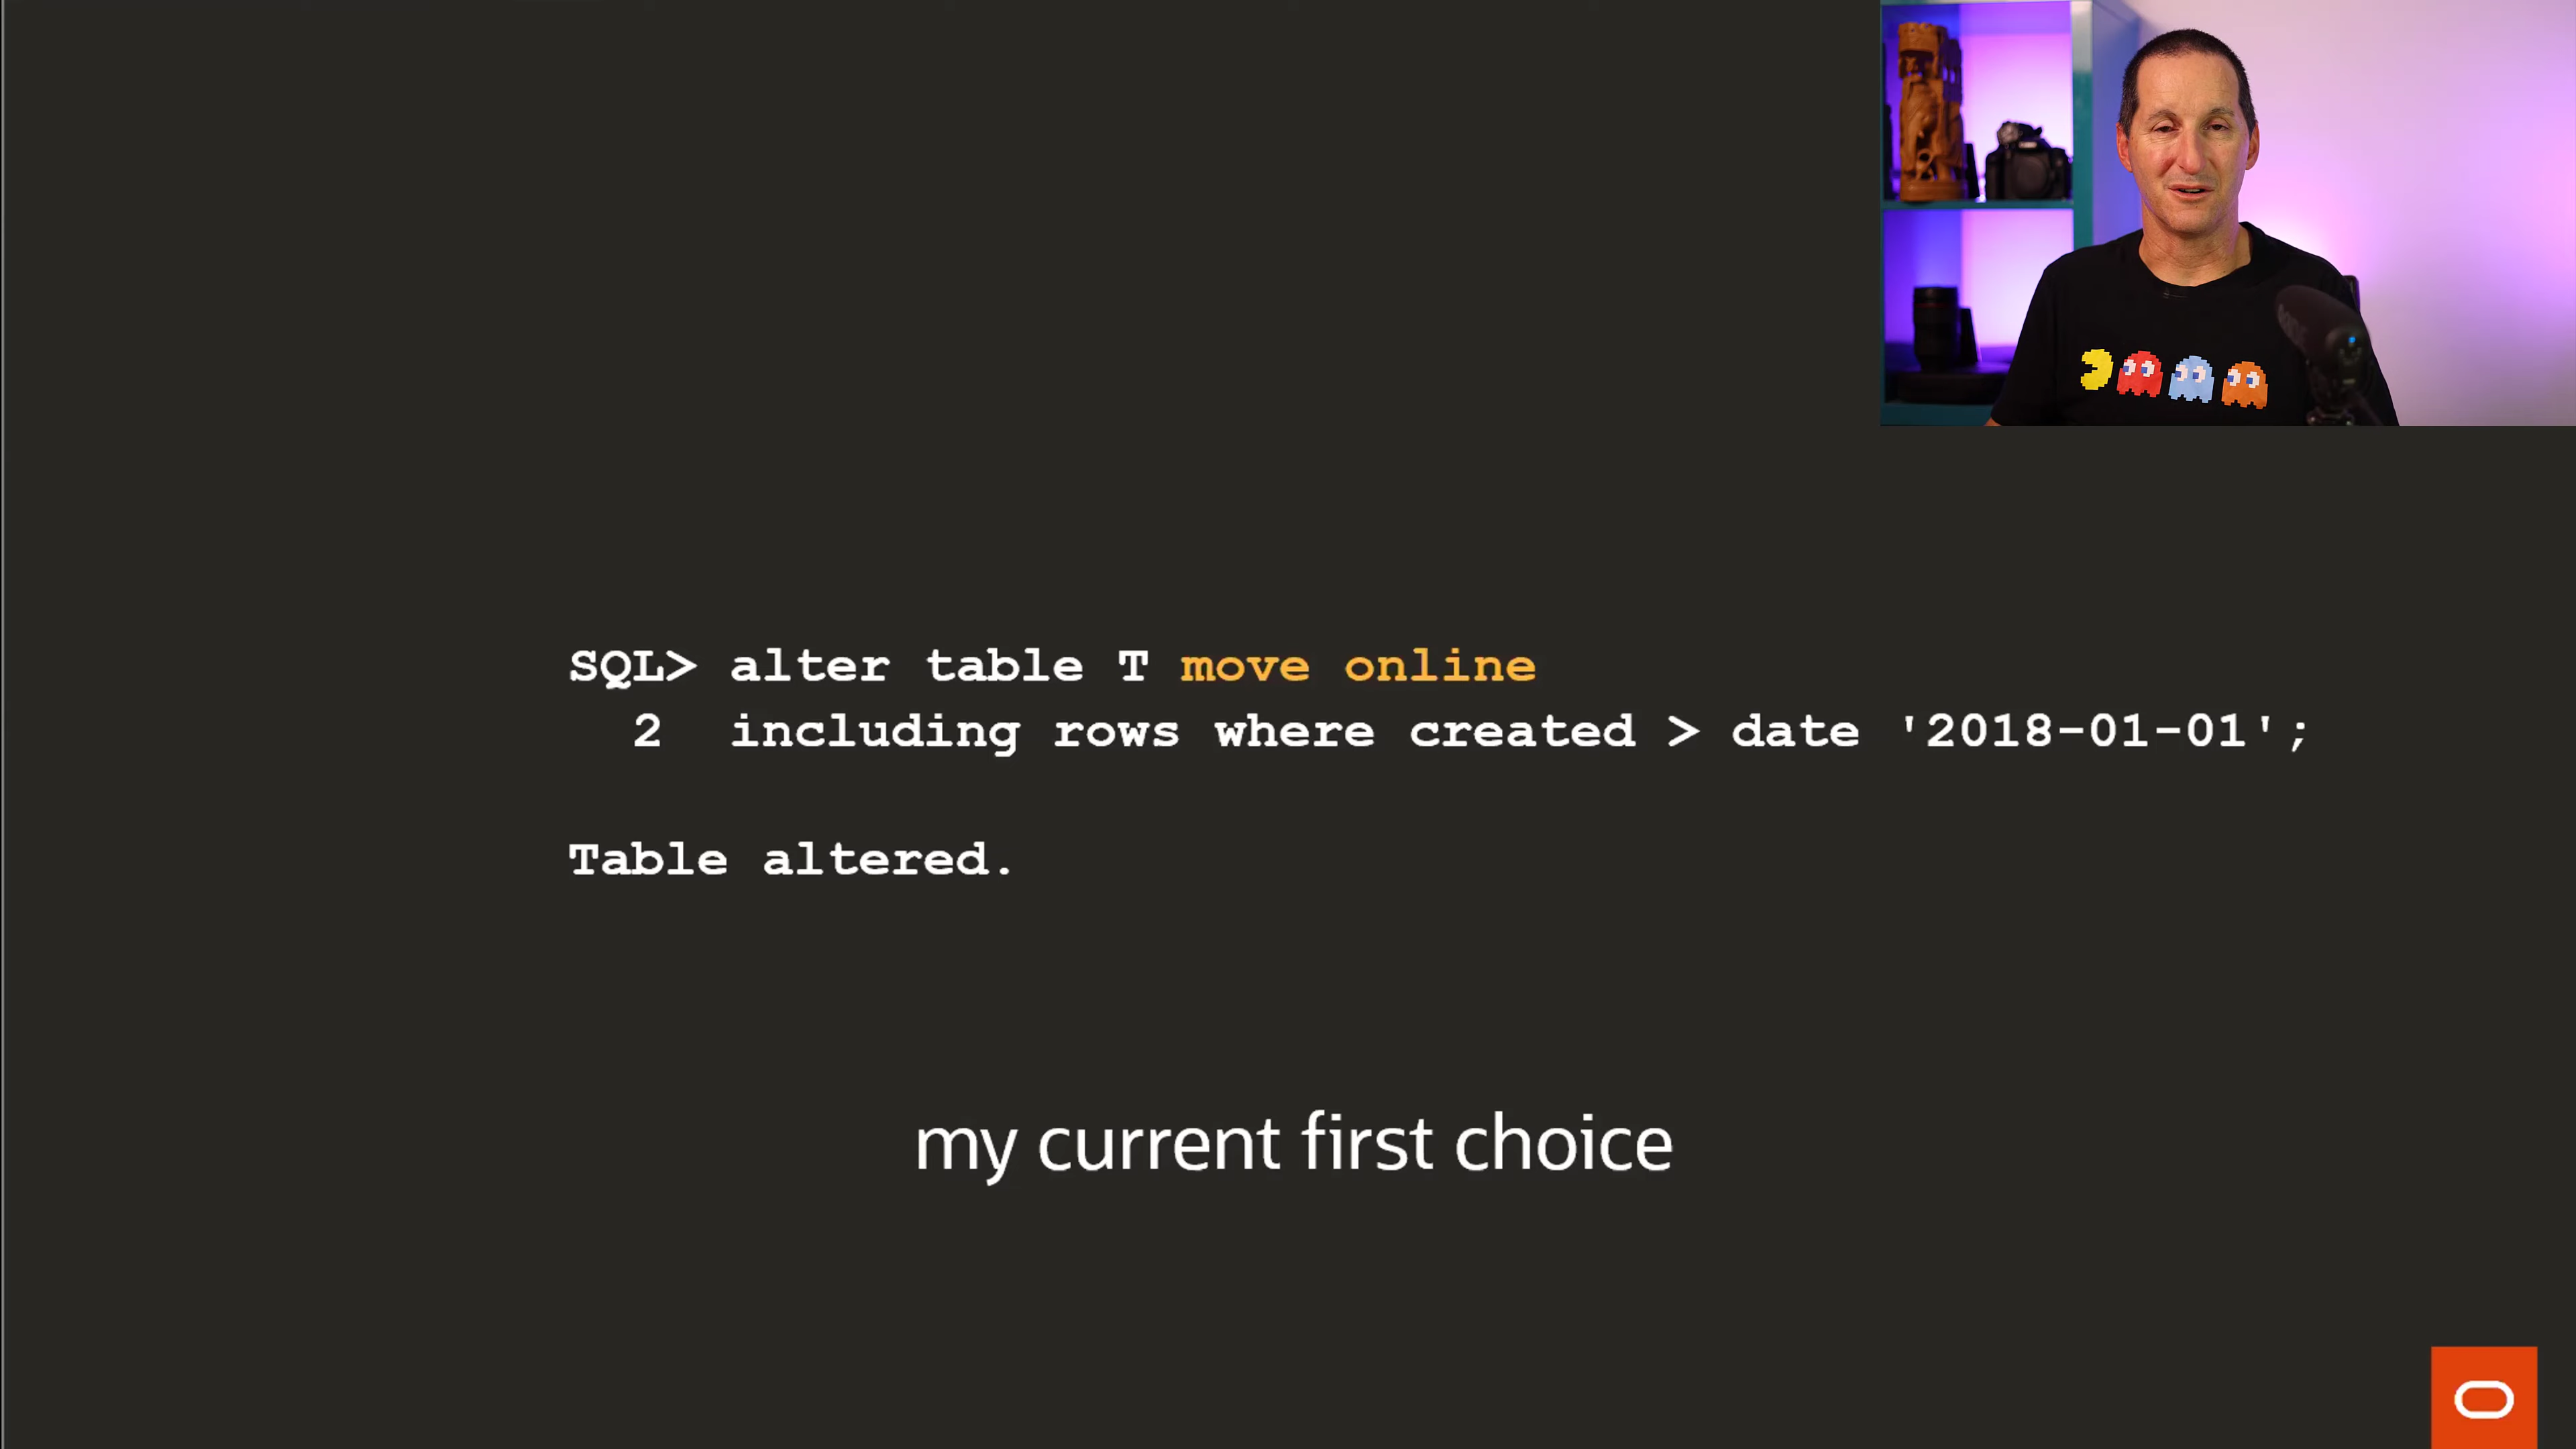 SQL> alter table T move online
2 including rows where created > date '2018-01-01';
Table altered.
my current first choice